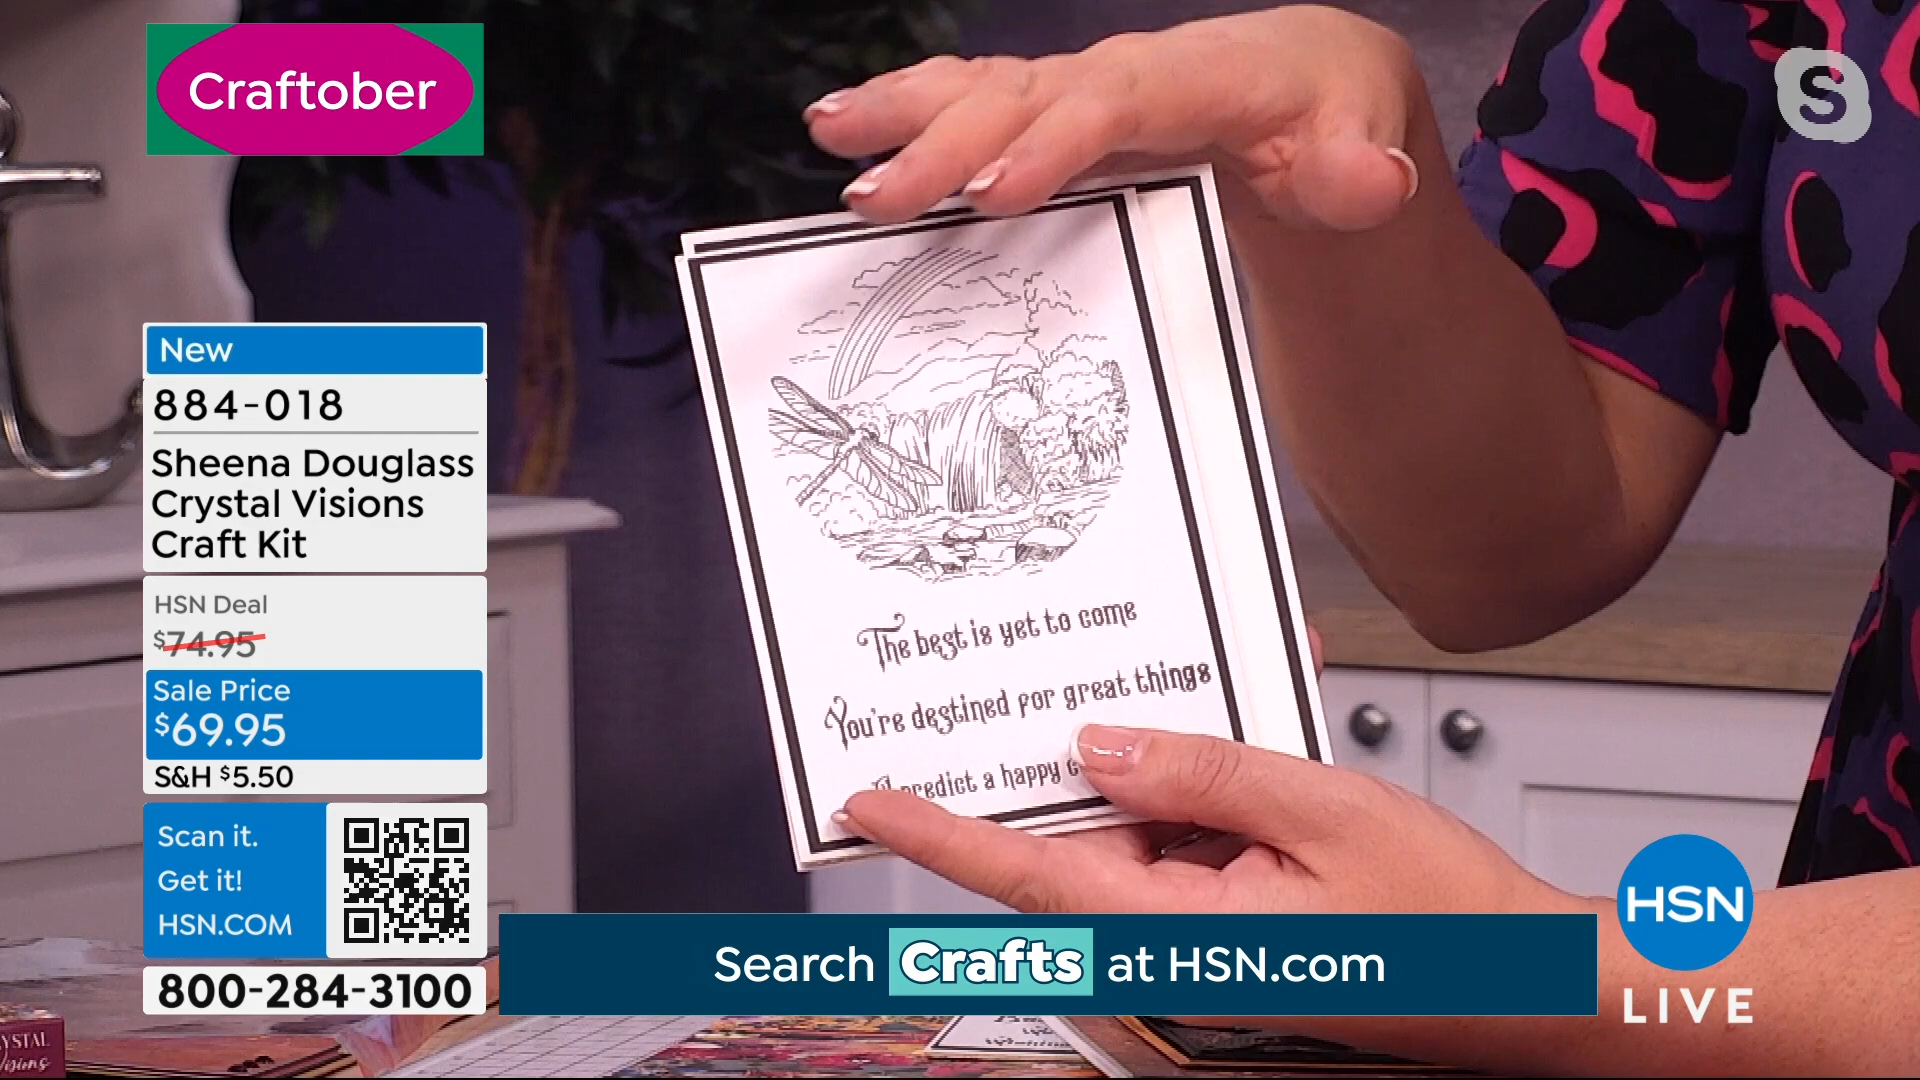 Craftober
S
New
884-018
Sheena Douglass
Crystal Visions
Craft Kit
HSN Deal
$74.95
Sale Price
$69.95
S&H $5.50
Scan it.
Get it!
HSN.COM
800-284-3100
The best is yet to come
You're destined for great things
predict a happy
Search Crafts at HSN.com
HSN
LIVE